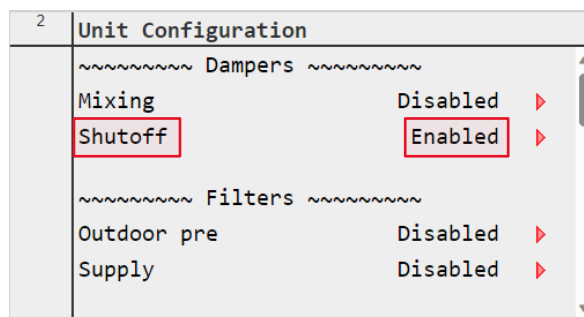 2
Unit Configuration
~~~~~~~~~ Dampers ~~~~~~~~~
Mixing Disabled
Shutoff Enabled
~~~~~~~~~ Filters ~~~~~~~~~
Outdoor pre Disabled
Supply Disabled